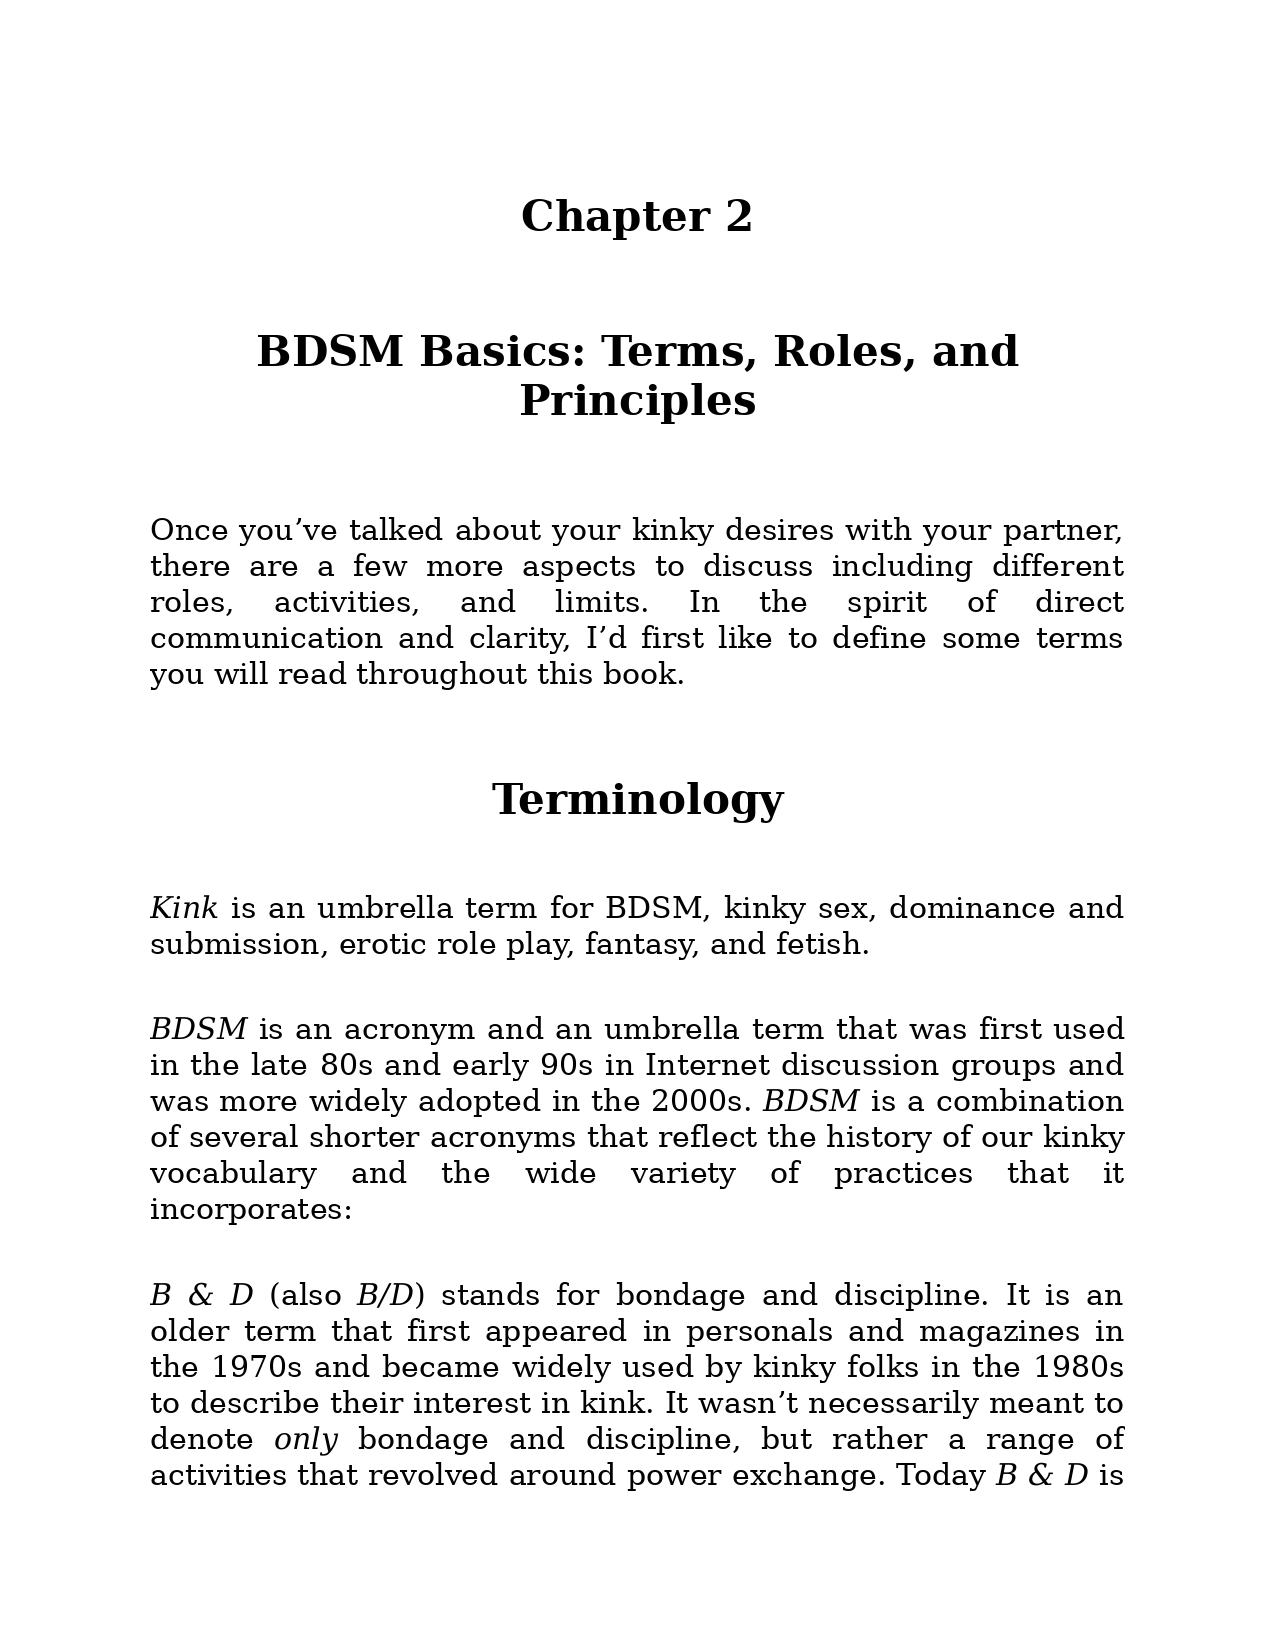 Chapter 2
BDSM Basics: Terms, Roles, and
Principles
Once you’ve talked about your kinky desires with your partner,
there are a few more aspects to discuss including different
roles, activities, and limits. In the spirit of direct
communication and clarity, I’d first like to define some terms
you will read throughout this book.
Terminology
Kink is an umbrella term for BDSM, kinky sex, dominance and
submission, erotic role play, fantasy, and fetish.
BDSM is an acronym and an umbrella term that was first used
in the late 80s and early 90s in Internet discussion groups and
was more widely adopted in the 2000s. BDSM is a combination
of several shorter acronyms that reflect the history of our kinky
vocabulary and the wide variety of practices that it
incorporates:
B & D (also B/D) stands for bondage and discipline. It is an
older term that first appeared in personals and magazines in
the 1970s and became widely used by kinky folks in the 1980s
to describe their interest in kink. It wasn’t necessarily meant to
denote only bondage and discipline, but rather a range of
activities that revolved around power exchange. Today B & D is